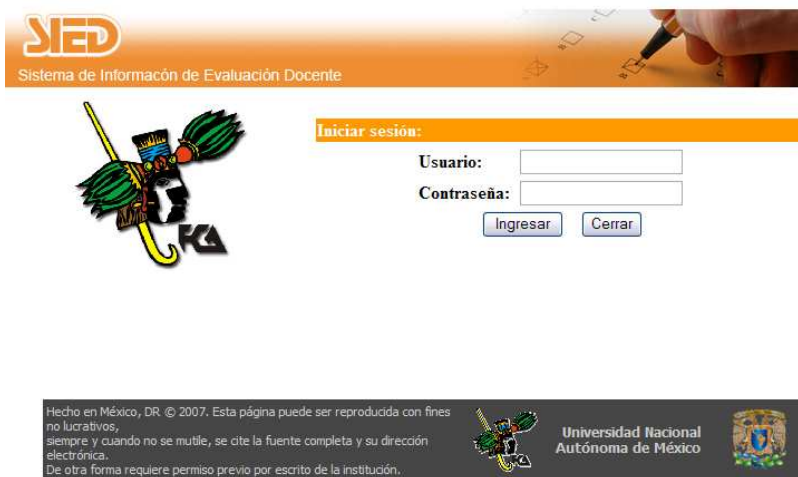 SIED
Sistema de Informacón de Evaluación Docente
Iniciar sesión:
Usuario:
Contraseña:
Ingresar Cerrar
FCA
Hecho en México, DR © 2007. Esta página puede ser reproducida con fines
no lucrativos,
siempre y cuando no se mutile, se cite la fuente completa y su dirección
electrónica.
De otra forma requiere permiso previo por escrito de la institución.
Universidad Nacional
Autónoma de México